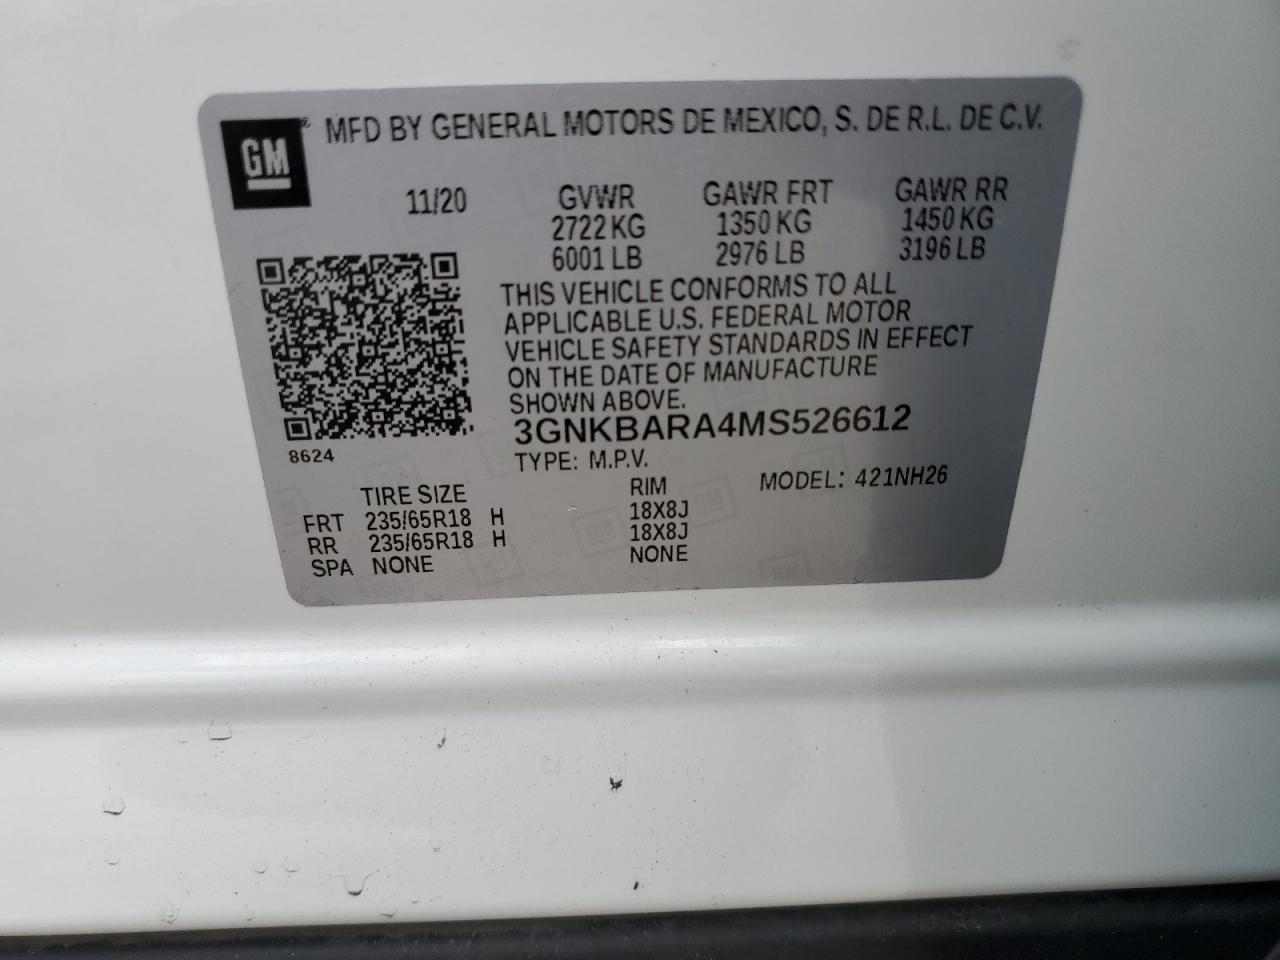 GM® MFD BY GENERAL MOTORS DE MEXICO, S. DE R.L. DE C.V.
11/20 GVWR GAWR FRT GAWR RR
2722 KG 1350 KG 1450 KG
6001 LB 2976 LB 3196 LB
THIS VEHICLE CONFORMS TO ALL
APPLICABLE U.S. FEDERAL MOTOR
VEHICLE SAFETY STANDARDS IN EFFECT
ON THE DATE OF MANUFACTURE
SHOWN ABOVE.
3GNKBARA4MS526612
8624
TYPE: M.P.V. MODEL: 421NH26
TIRE SIZE RIM
FRT 235/65R18 H 18X8J
RR 235/65R18 H 18X8J
SPA NONE NONE